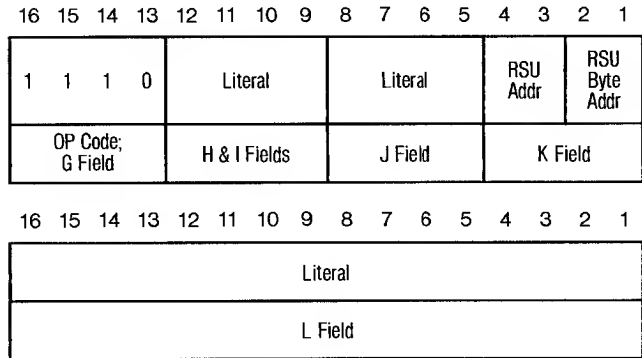 16 15 14 13 12 11 10 9 8 7 6 5 4 3 2 1
1 1 1 0 Literal Literal RSU Addr RSU Byte Addr
OP Code; G Field H & I Fields J Field K Field
16 15 14 13 12 11 10 9 8 7 6 5 4 3 2 1
Literal
L Field